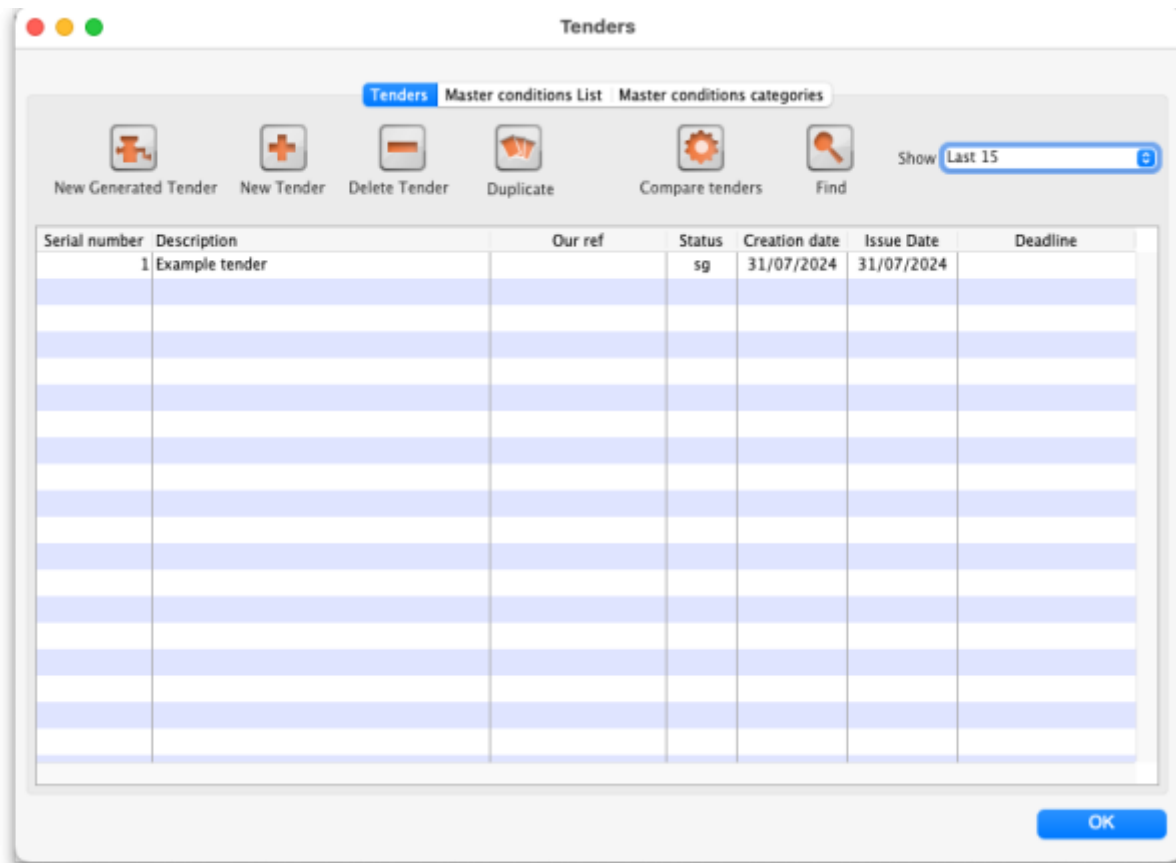 Tenders
Tenders Master conditions List Master conditions categories
New Generated Tender New Tender Delete Tender Duplicate Compare tenders Find Show Last 15
Serial number Description Our ref Status Creation date Issue Date Deadline
1 Example tender sg 31/07/2024 31/07/2024
OK